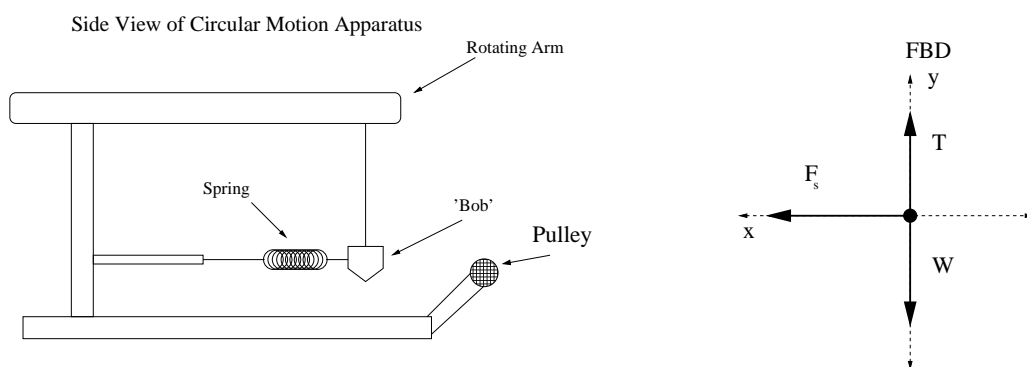 Side View of Circular Motion Apparatus
Rotating Arm
Spring
'Bob'
Pulley
FBD
y
T
F
s
x
W